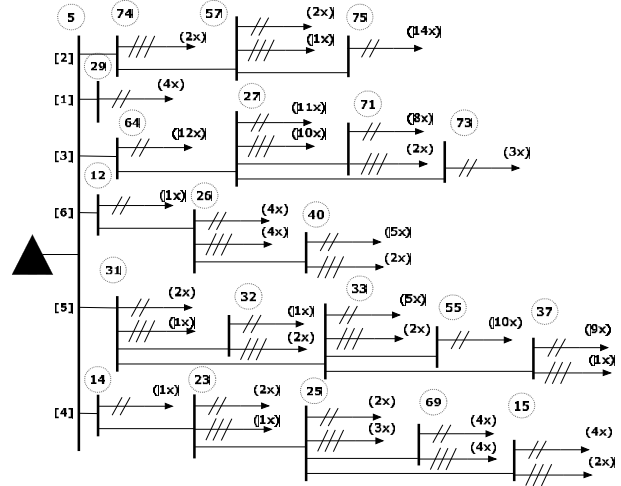 5 74 57 75
(2x) (2x) (1x) (14x)
[2]
29
[1] (4x)
64 27 71 73
[3] (12x) (11x) (10x) (8x) (2x) (3x)
12 26 40
[6] (1x) (4x) (4x) (5x) (2x)
31 32 33 55 37
[5] (2x) (1x) (1x) (2x) (5x) (2x) (10x) (9x) (1x)
14 23 25 69 15
[4] (1x) (2x) (1x) (2x) (3x) (4x) (4x) (4x) (2x)